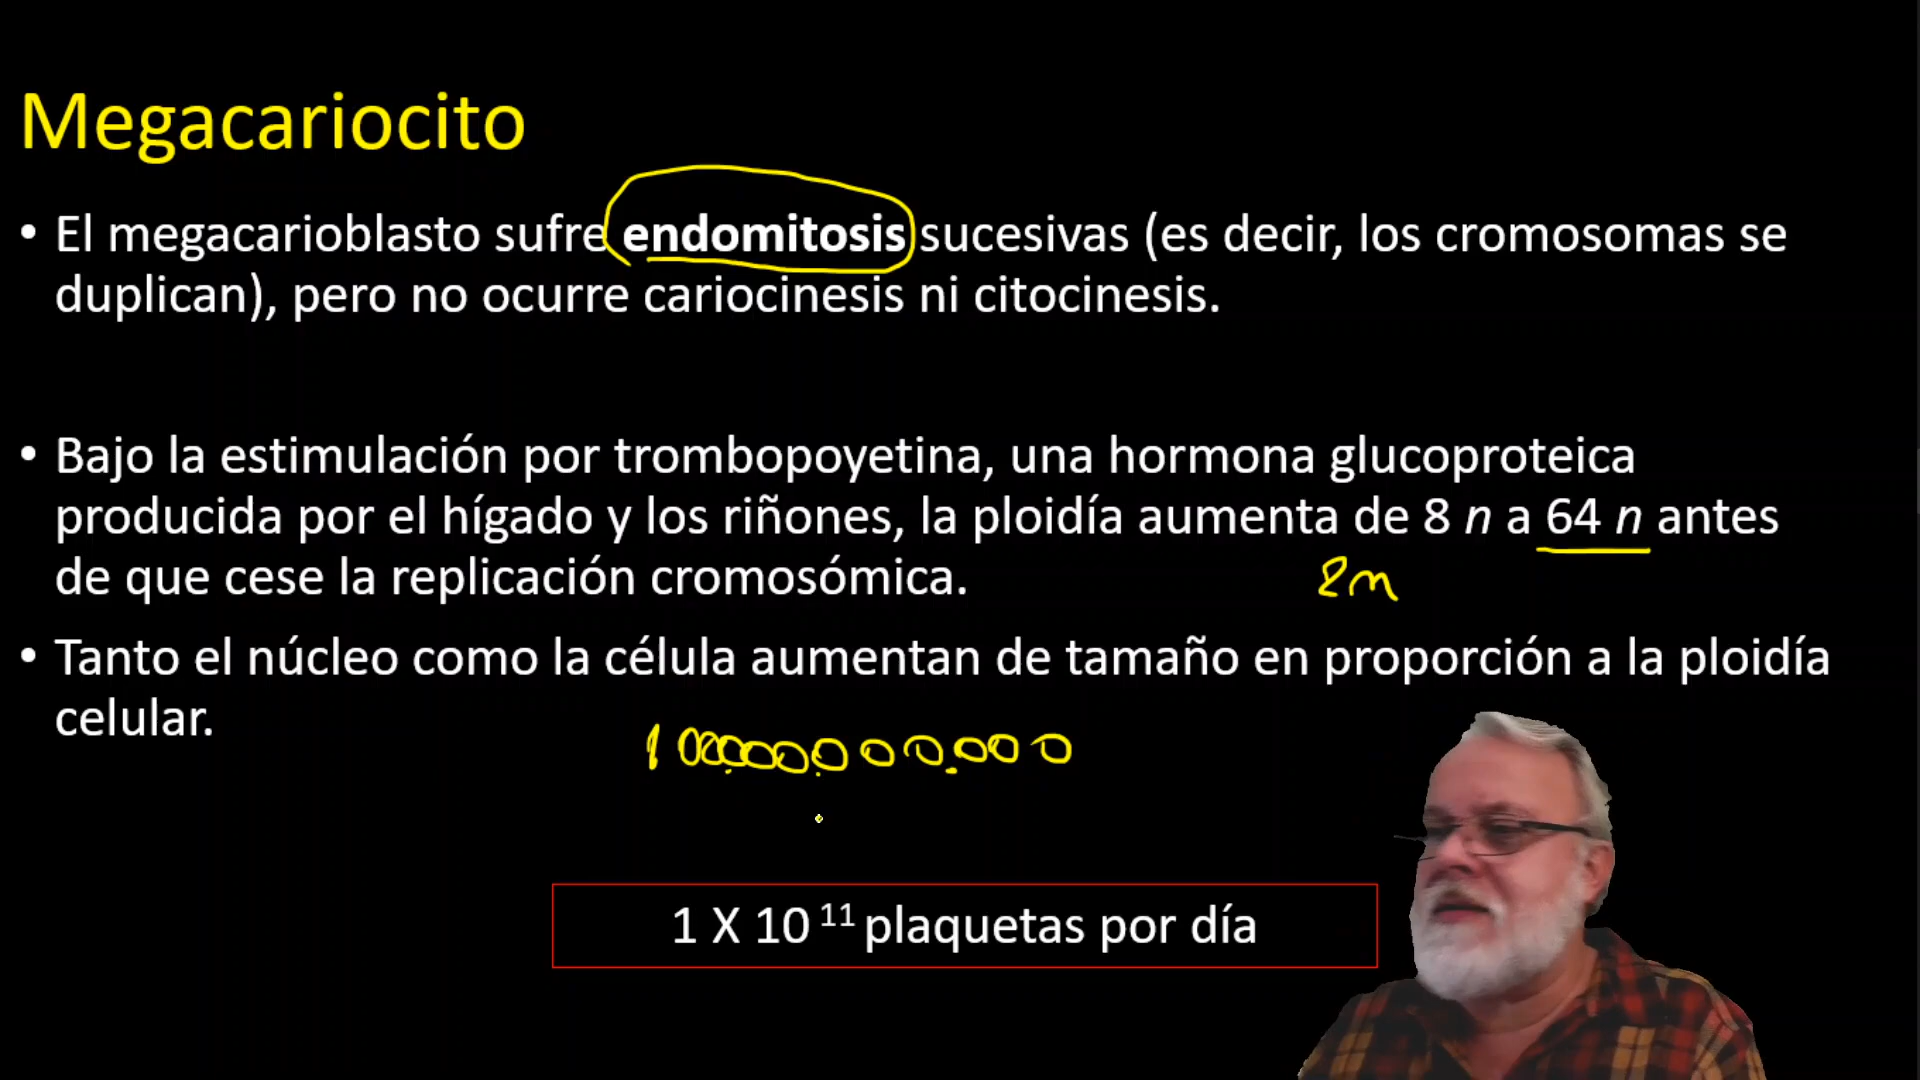 Megacariocito
• El megacarioblasto sufre endomitosis sucesivas (es decir, los cromosomas se
duplican), pero no ocurre cariocinesis ni citocinesis.
• Bajo la estimulación por trombopoyetina, una hormona glucoproteica
producida por el hígado y los riñones, la ploidía aumenta de 8 n a 64 n antes
de que cese la replicación cromosómica.
2n
• Tanto el núcleo como la célula aumentan de tamaño en proporción a la ploidía
celular.
1 X 10 11 plaquetas por día